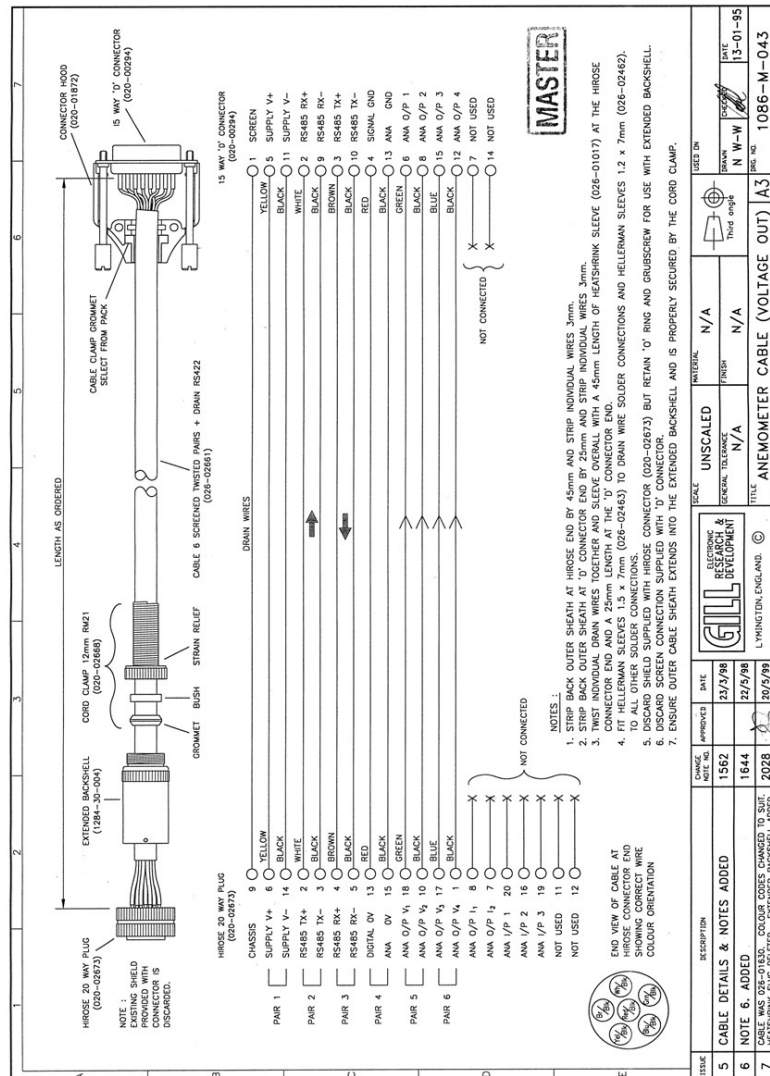 1
2
3
4
5
6
7
HIROSE 20 WAY PLUG
(020-02673)
NOTE :
EXISTING SHIELD
PROVIDED WITH
CONNECTOR IS
DISCARDED.
EXTENDED BACKSHELL
(1284-30-004)
CORD CLAMP 12mm RM21
(020-02668)
GROMMET
BUSH
STRAIN RELIEF
LENGTH AS ORDERED
CABLE 6 SCREENED TWISTED PAIRS + DRAIN RS422
(026-02661)
CABLE CLAMP GROMMET
SELECT FROM PACK
CONNECTOR HOOD
(020-01872)
15 WAY 'D' CONNECTOR
(020-00294)
HIROSE 20 WAY PLUG
(020-02673)
15 WAY 'D' CONNECTOR
(020-00294)
CHASSIS 9 DRAIN WIRES 1 SCREEN
PAIR 1
SUPPLY V+ 6 YELLOW YELLOW 5 SUPPLY V+
SUPPLY V- 14 BLACK BLACK 11 SUPPLY V-
PAIR 2
RS485 TX+ 2 WHITE WHITE 2 RS485 RX+
RS485 TX- 3 BLACK BLACK 9 RS485 RX-
PAIR 3
RS485 RX+ 4 BROWN BROWN 3 RS485 TX+
RS485 RX- 5 BLACK BLACK 10 RS485 TX-
PAIR 4
DIGITAL 0V 13 RED RED 4 SIGNAL GND
ANA 0V 15 BLACK BLACK 13 ANA GND
PAIR 5
ANA O/P V1 18 GREEN GREEN 6 ANA O/P 1
ANA O/P V2 10 BLACK BLACK 8 ANA O/P 2
PAIR 6
ANA O/P V3 17 BLUE BLUE 15 ANA O/P 3
ANA O/P V4 1 BLACK BLACK 12 ANA O/P 4
ANA O/P I1 8
ANA O/P I2 7
ANA I/P 1 20
ANA I/P 2 16
ANA I/P 3 19
NOT USED 11
NOT USED 12
NOT CONNECTED
7 NOT USED
14 NOT USED
NOT CONNECTED
END VIEW OF CABLE AT
HIROSE CONNECTOR END
SHOWING CORRECT WIRE
COLOUR ORIENTATION
NOTES :
1. STRIP BACK OUTER SHEATH AT HIROSE END BY 45mm AND STRIP INDIVIDUAL WIRES 3mm.
2. STRIP BACK OUTER SHEATH AT 'D' CONNECTOR END BY 25mm AND STRIP INDIVIDUAL WIRES 3mm.
3. TWIST INDIVIDUAL DRAIN WIRES TOGETHER AND SLEEVE OVERALL WITH A 45mm LENGTH OF HEATSHRINK SLEEVE (026-01017) AT THE HIROSE
CONNECTOR END AND A 25mm LENGTH AT THE 'D' CONNECTOR END.
4. FIT HELLERMAN SLEEVES 1.5 x 7mm (026-02463) TO DRAIN WIRE SOLDER CONNECTIONS AND HELLERMAN SLEEVES 1.2 x 7mm (026-02462).
TO ALL OTHER SOLDER CONNECTIONS.
5. DISCARD SHIELD SUPPLIED WITH HIROSE CONNECTOR (020-02673) BUT RETAIN 'O' RING AND GRUBSCREW FOR USE WITH EXTENDED BACKSHELL.
6. DISCARD SCREEN CONNECTION SUPPLIED WITH 'D' CONNECTOR.
7. ENSURE OUTER CABLE SHEATH EXTENDS INTO THE EXTENDED BACKSHELL AND IS PROPERLY SECURED BY THE CORD CLAMP.
MASTER
ISSUE DESCRIPTION CHANGE NOTE NO. APPROVED DATE
5 CABLE DETAILS & NOTES ADDED 1562 23/3/98
6 NOTE 6. ADDED 1644 22/5/98
7 CABLE WAS 026-01630. COLOUR CODES CHANGED TO SUIT. 2028 20/5/99
GILL
ELECTRONIC
RESEARCH &
DEVELOPMENT
LYMINGTON, ENGLAND. ©
SCALE UNSCALED
MATERIAL N/A
GENERAL TOLERANCE N/A
FINISH N/A
Third angle
USED ON
DRAWN N W-W
CHECKED
DATE 13-01-95
TITLE ANEMOMETER CABLE (VOLTAGE OUT) A3
DRG. NO. 1086-M-043